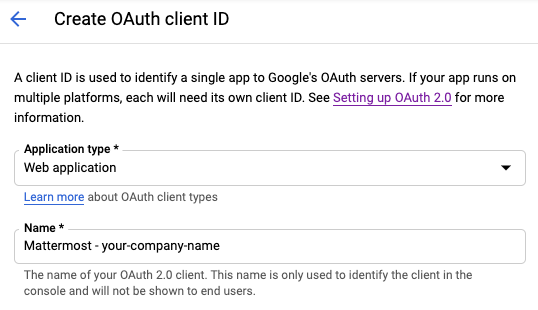 Create OAuth client ID
A client ID is used to identify a single app to Google's OAuth servers. If your app runs on
multiple platforms, each will need its own client ID. See Setting up OAuth 2.0 for more
information.
Application type *
Web application
Learn more about OAuth client types
Name *
Mattermost - your-company-name
The name of your OAuth 2.0 client. This name is only used to identify the client in the
console and will not be shown to end users.